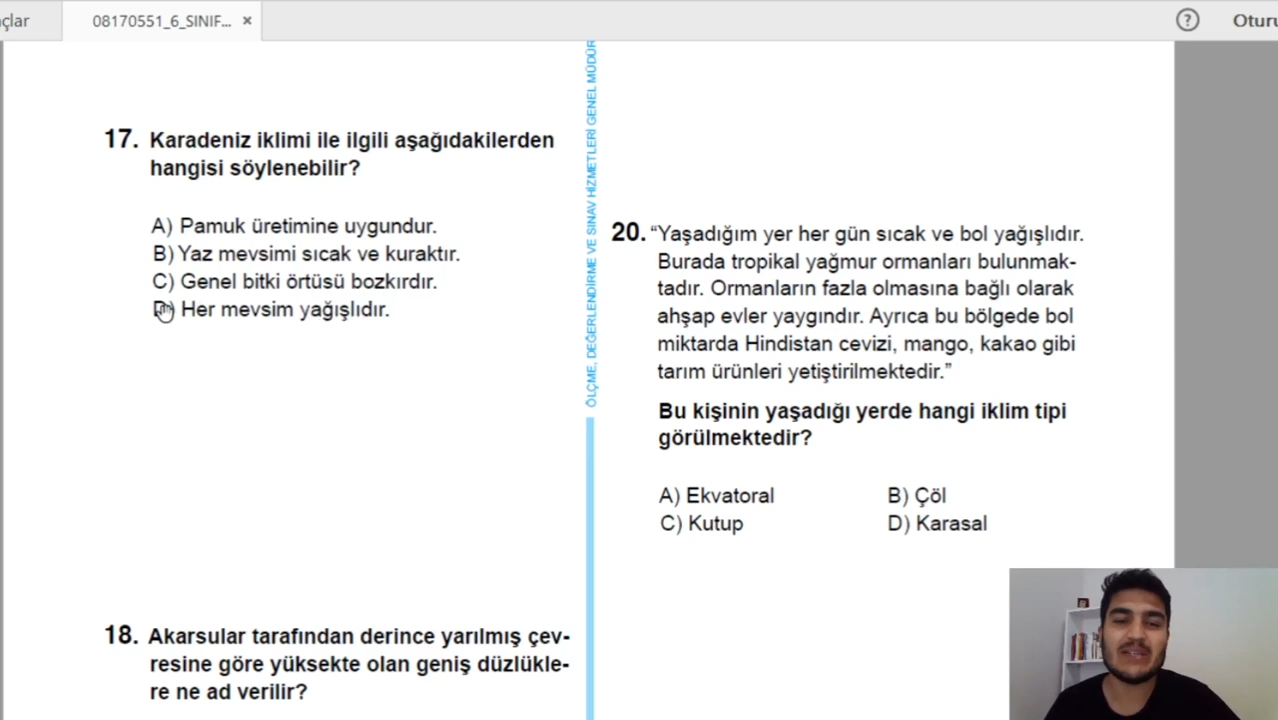 çlar
08170551_6_SINIF...
×
?
Oturu
ÖLÇME, DEĞERLENDİRME VE SINAV HİZMETLERİ GENEL MÜDÜR
17. Karadeniz iklimi ile ilgili aşağıdakilerden
hangisi söylenebilir?
A) Pamuk üretimine uygundur.
B) Yaz mevsimi sıcak ve kuraktır.
C) Genel bitki örtüsü bozkırdır.
D) Her mevsim yağışlıdır.
18. Akarsular tarafından derince yarılmış çev-
resine göre yüksekte olan geniş düzlükle-
re ne ad verilir?
20. “Yaşadığım yer her gün sıcak ve bol yağışlıdır.
Burada tropikal yağmur ormanları bulunmak-
tadır. Ormanların fazla olmasına bağlı olarak
ahşap evler yaygındır. Ayrıca bu bölgede bol
miktarda Hindistan cevizi, mango, kakao gibi
tarım ürünleri yetiştirilmektedir.”
Bu kişinin yaşadığı yerde hangi iklim tipi
görülmektedir?
A) Ekvatoral
B) Çöl
C) Kutup
D) Karasal